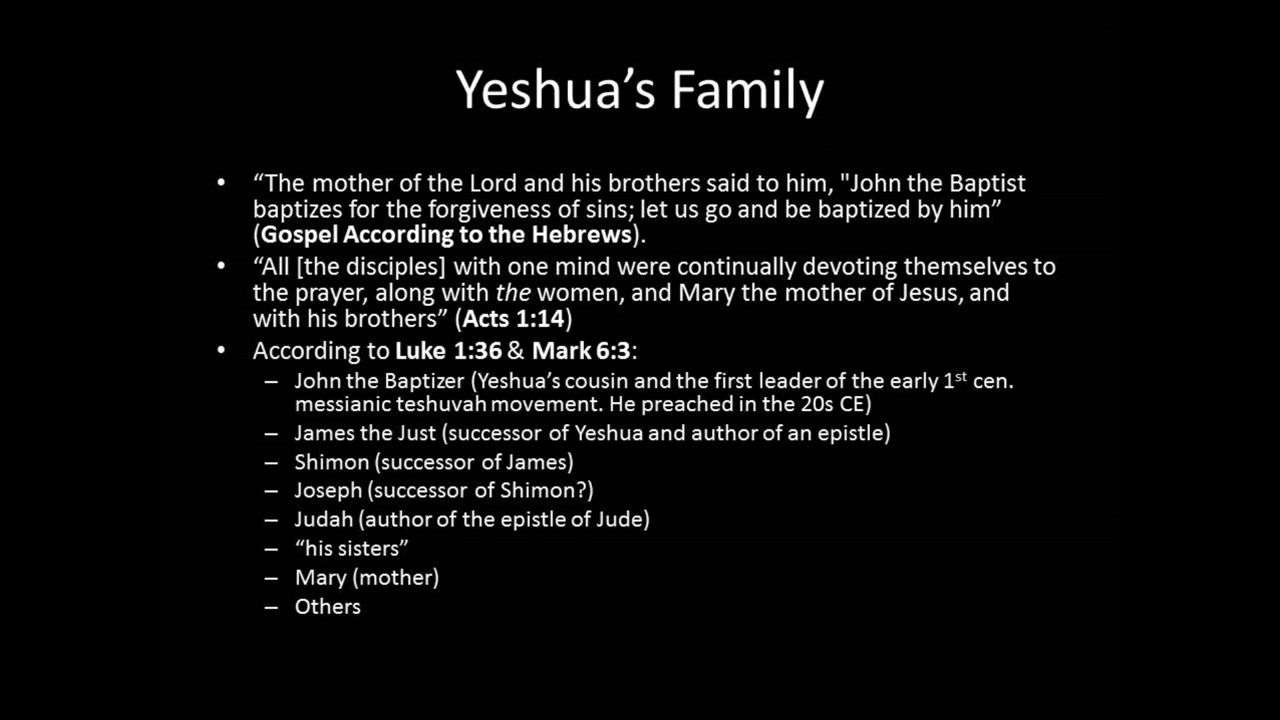 Yeshua’s Family
• “The mother of the Lord and his brothers said to him, "John the Baptist
baptizes for the forgiveness of sins; let us go and be baptized by him”
(Gospel According to the Hebrews).
• “All [the disciples] with one mind were continually devoting themselves to
the prayer, along with the women, and Mary the mother of Jesus, and
with his brothers” (Acts 1:14)
• According to Luke 1:36 & Mark 6:3:
– John the Baptizer (Yeshua’s cousin and the first leader of the early 1st cen.
messianic teshuvah movement. He preached in the 20s CE)
– James the Just (successor of Yeshua and author of an epistle)
– Shimon (successor of James)
– Joseph (successor of Shimon?)
– Judah (author of the epistle of Jude)
– “his sisters”
– Mary (mother)
– Others